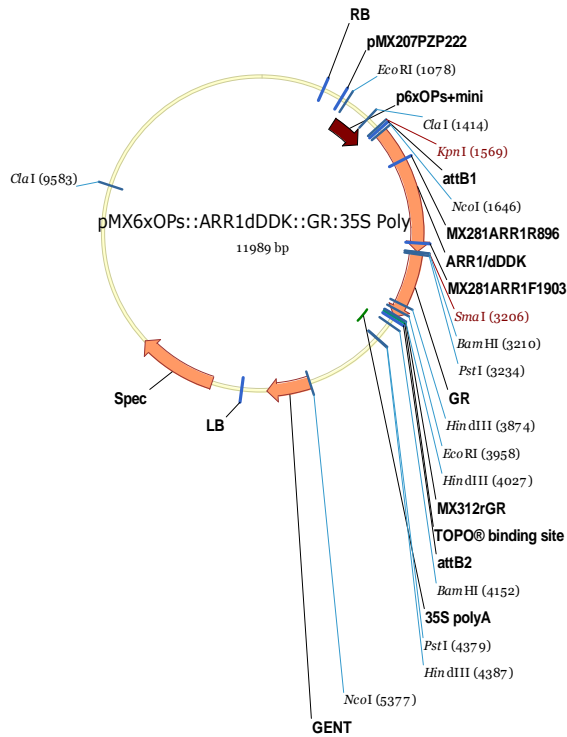 RB
pMX207PZP222
EcoRI (1078)
p6xOPs+mini
ClaI (1414)
KpnI (1569)
attB1
NcoI (1646)
MX281ARR1R896
ARR1/dDDK
MX281ARR1F1903
SmaI (3206)
BamHI (3210)
PstI (3234)
GR
HindIII (3874)
EcoRI (3958)
HindIII (4027)
MX312rGR
TOPO® binding site
attB2
BamHI (4152)
35S polyA
PstI (4379)
HindIII (4387)
NcoI (5377)
GENT
LB
Spec
ClaI (9583)
pMX6xOPs::ARR1dDDK::GR:35S Poly
11989 bp